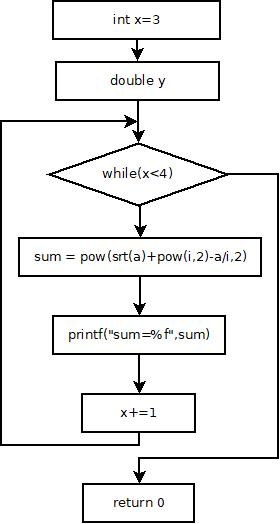 int x=3
double y
while(x<4)
sum = pow(srt(a)+pow(i,2)-a/i,2)
printf("sum=%f",sum)
x+=1
return 0